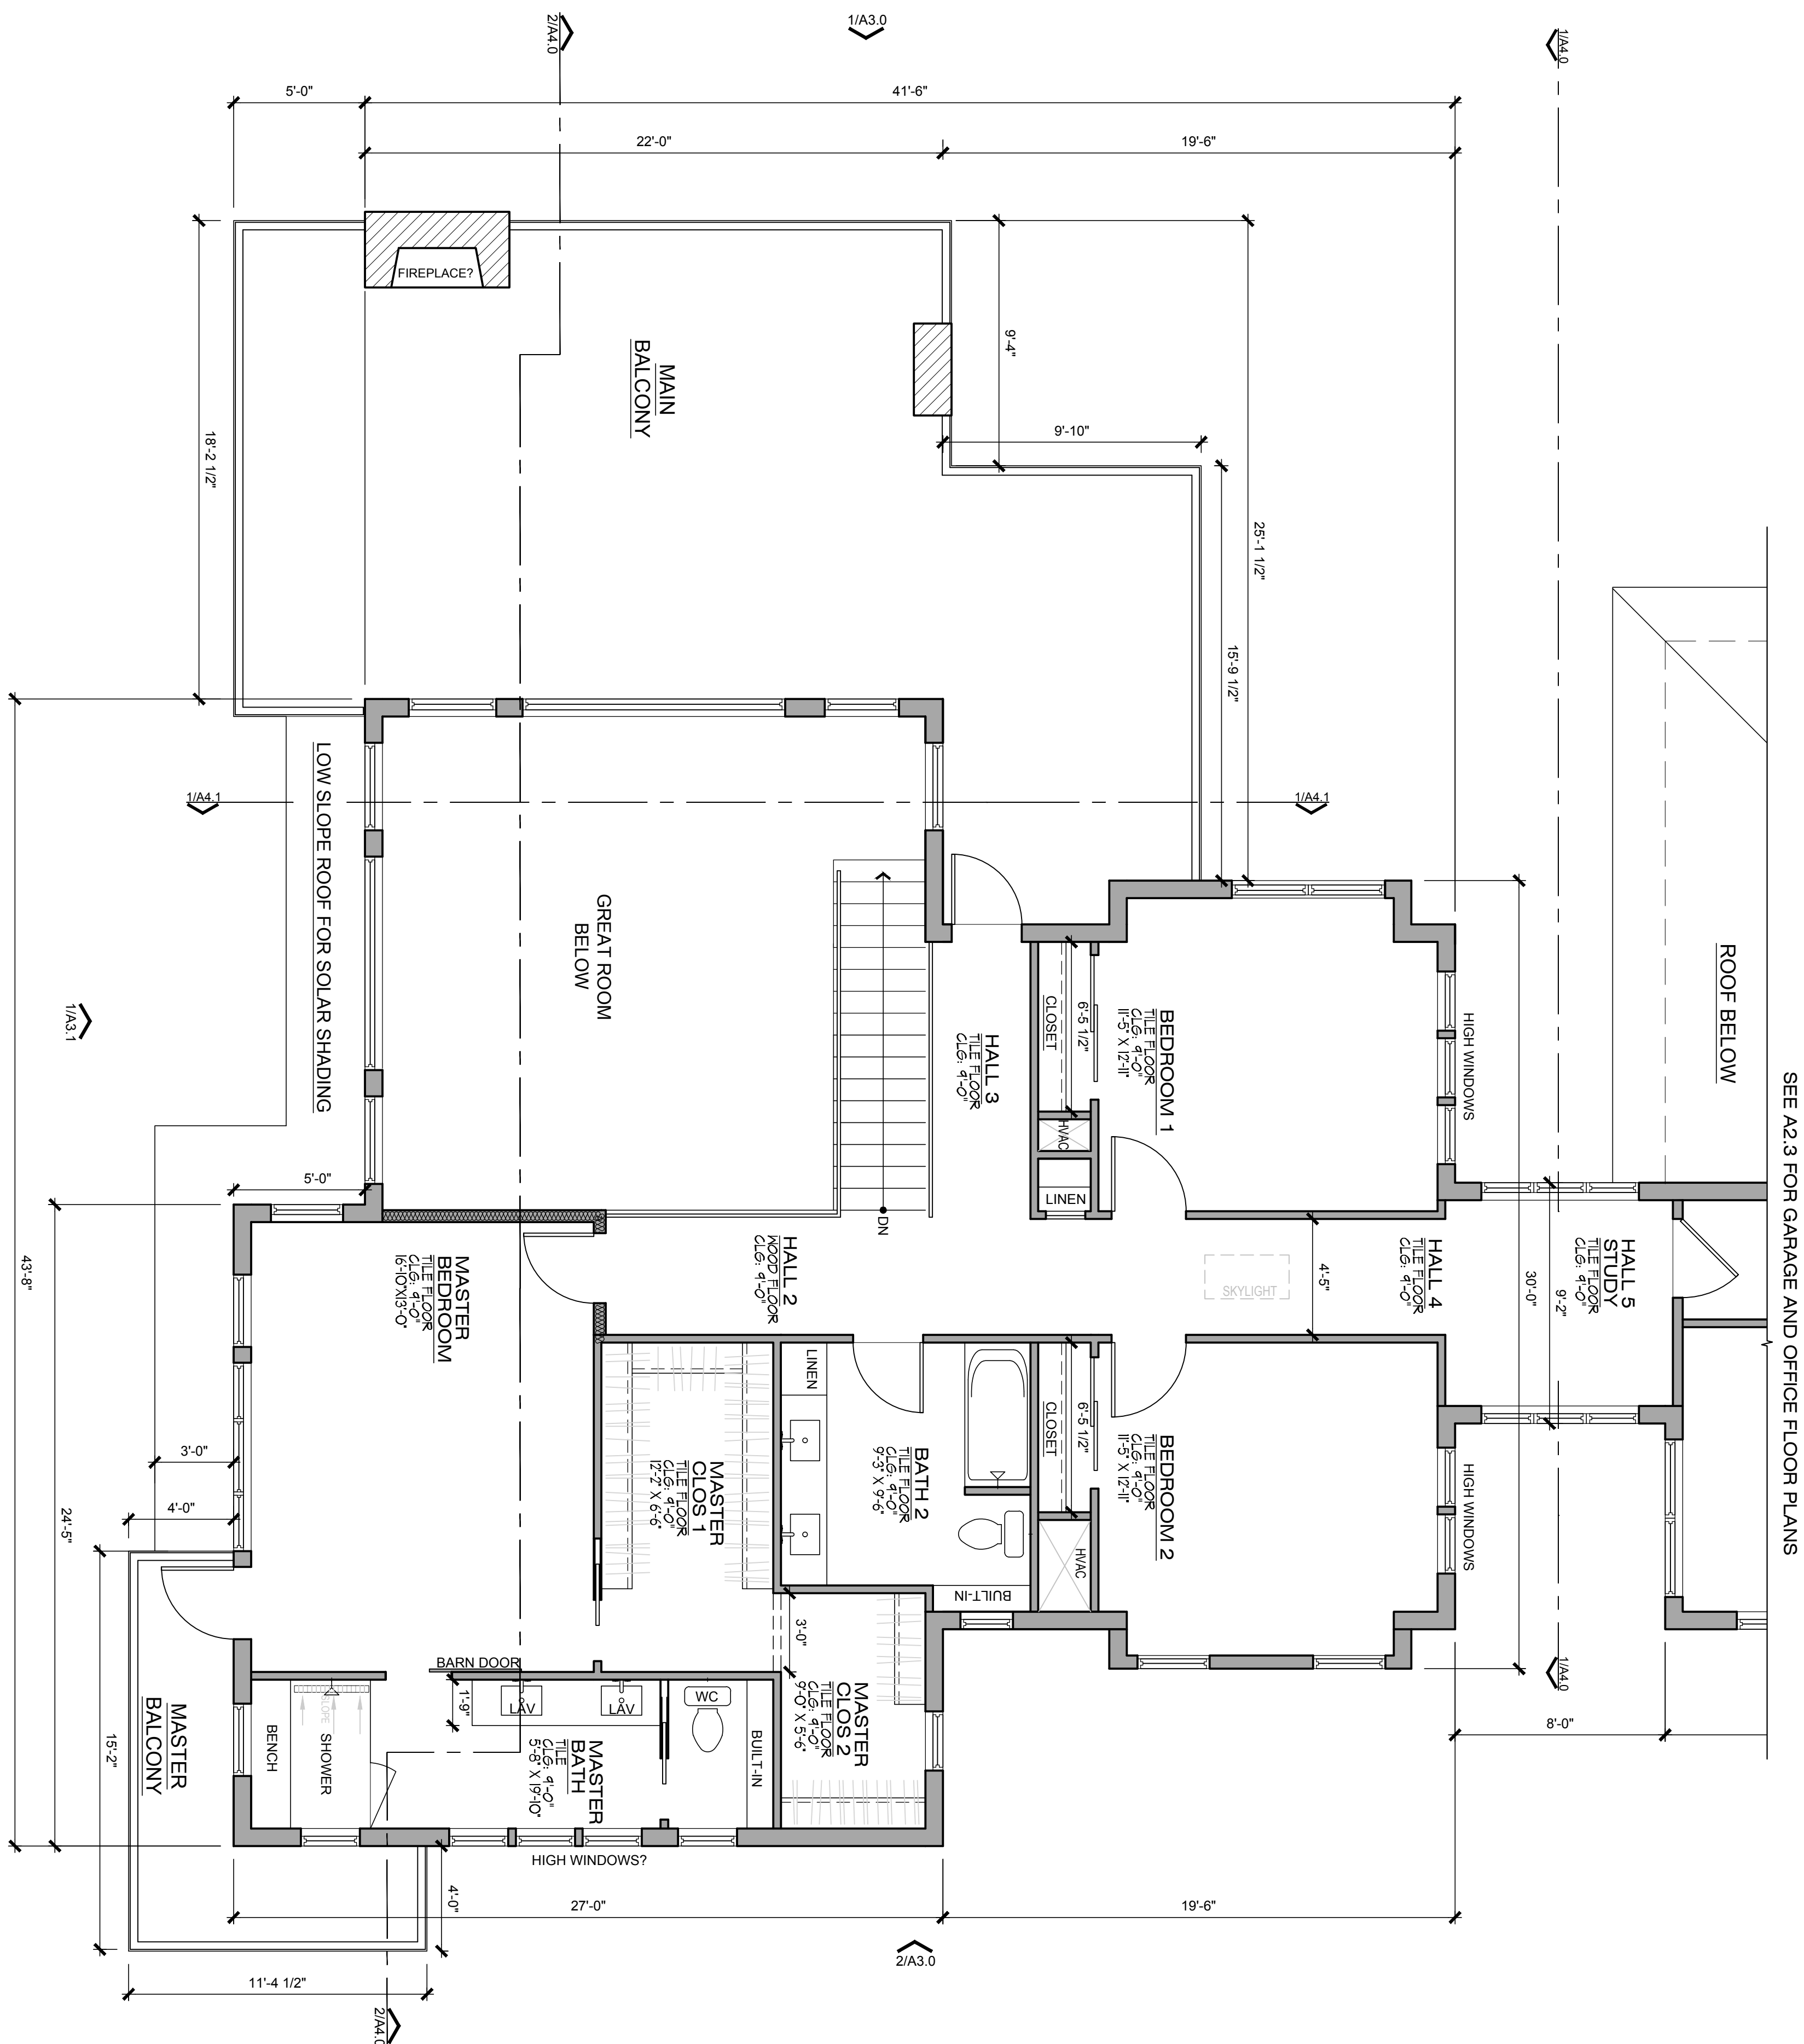 2/A4.0
1/A3.0
1/A4.0
5'-0"
41'-6"
22'-0"
19'-6"
FIREPLACE?
MAIN
BALCONY
9'-4"
9'-10"
18'-2 1/2"
25'-1 1/2"
15'-9 1/2"
ROOF BELOW
SEE A2.3 FOR GARAGE AND OFFICE FLOOR PLANS
1/A4.1
1/A4.1
LOW SLOPE ROOF FOR SOLAR SHADING
GREAT ROOM
BELOW
1/A3.1
DN
HALL 3
TILE FLOOR
CLG: 9'-0"
CLOSET
6'-5 1/2"
HVAC
LINEN
BEDROOM 1
TILE FLOOR
CLG: 9'-0"
11'-5" X 12'-11"
HIGH WINDOWS
5'-0"
MASTER
BEDROOM
TILE FLOOR
CLG: 9'-0"
16'-10"X13'-0"
HALL 2
WOOD FLOOR
CLG: 9'-0"
SKYLIGHT
4'-5"
HALL 4
TILE FLOOR
CLG: 9'-0"
30'-0"
9'-2"
HALL 5
STUDY
TILE FLOOR
CLG: 9'-0"
43'-8"
24'-5"
3'-0"
4'-0"
MASTER
CLOS 1
TILE FLOOR
CLG: 9'-0"
12'-2" X 6'-6"
LINEN
BATH 2
TILE FLOOR
CLG: 9'-0"
9'-3" X 9'-6"
BUILT-IN
CLOSET
6'-5 1/2"
HVAC
BEDROOM 2
TILE FLOOR
CLG: 9'-0"
11'-5" X 12'-11"
HIGH WINDOWS
3'-0"
BARN DOOR
1'-9"
LAV
LAV
WC
BUILT-IN
MASTER
CLOS 2
TILE FLOOR
CLG: 9'-0"
9'-0" X 5'-6"
1/A4.0
8'-0"
MASTER
BALCONY
15'-2"
BENCH
SHOWER
SLOPE
MASTER
BATH
TILE
CLG: 9'-0"
5'-8" X 19'-10"
HIGH WINDOWS?
4'-0"
27'-0"
19'-6"
2/A3.0
11'-4 1/2"
2/A4.0